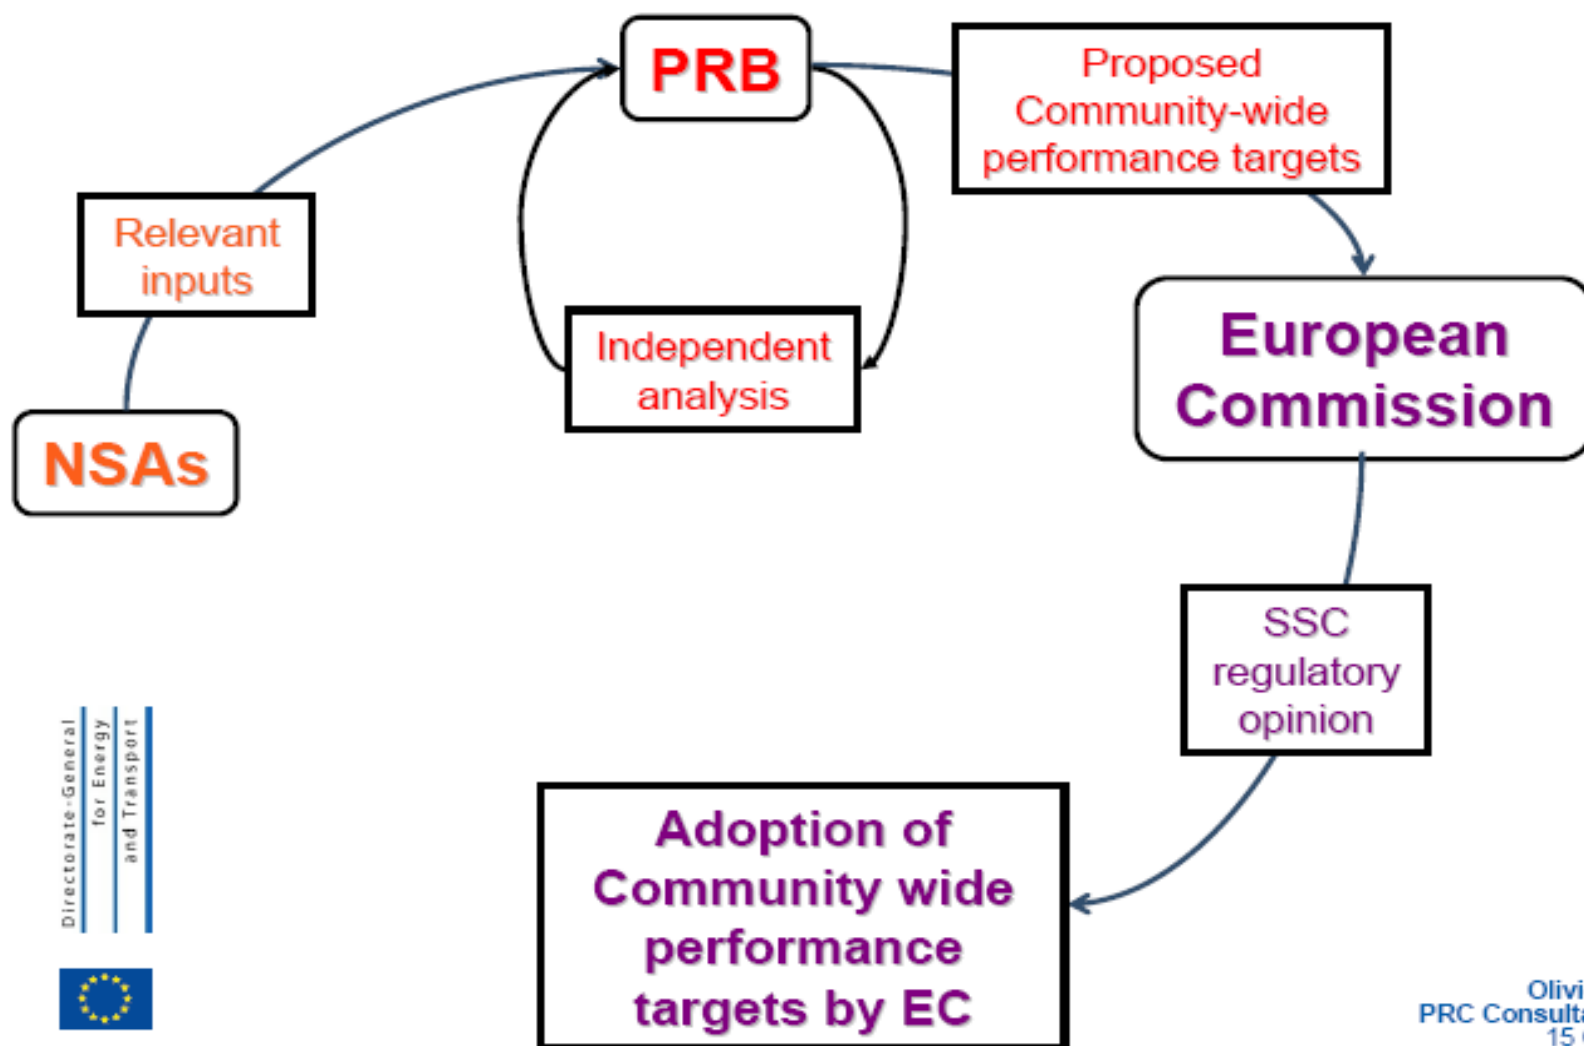 PRB
Proposed
Community-wide
performance targets
Relevant
inputs
Independent
analysis
European
Commission
NSAs
SSC
regulatory
opinion
Directorate-General
for Energy
and Transport
Adoption of
Community wide
performance
targets by EC
PRC
15